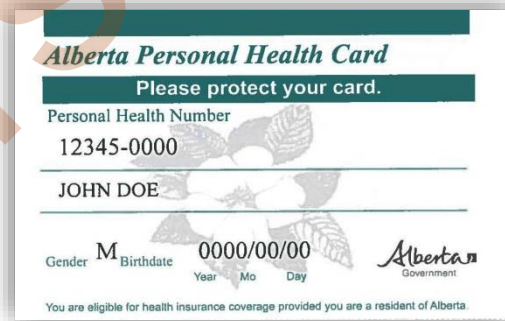 Alberta Personal Health Card
Please protect your card.
Personal Health Number
12345-0000
JOHN DOE
Gender M Birthdate 0000/00/00
Year Mo Day
Alberta
Government
You are eligible for health insurance coverage provided you are a resident of Alberta.